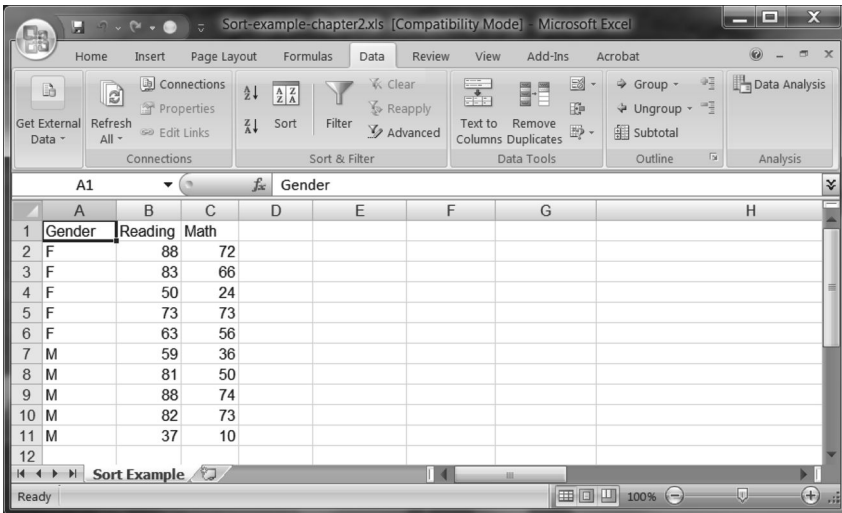 Sort-example-chapter2.xls [Compatibility Mode] - Microsoft Excel
Home Insert Page Layout Formulas Data Review View Add-Ins Acrobat
Get External Data
Refresh All
Connections
Properties
Edit Links
Connections
Sort
Filter
Clear
Reapply
Advanced
Sort & Filter
Text to Columns
Remove Duplicates
Data Tools
Group
Ungroup
Subtotal
Outline
Data Analysis
Analysis
A1 fx Gender
A B C D E F G H
1 Gender Reading Math
2 F 88 72
3 F 83 66
4 F 50 24
5 F 73 73
6 F 63 56
7 M 59 36
8 M 81 50
9 M 88 74
10 M 82 73
11 M 37 10
12
Sort Example
Ready 100%